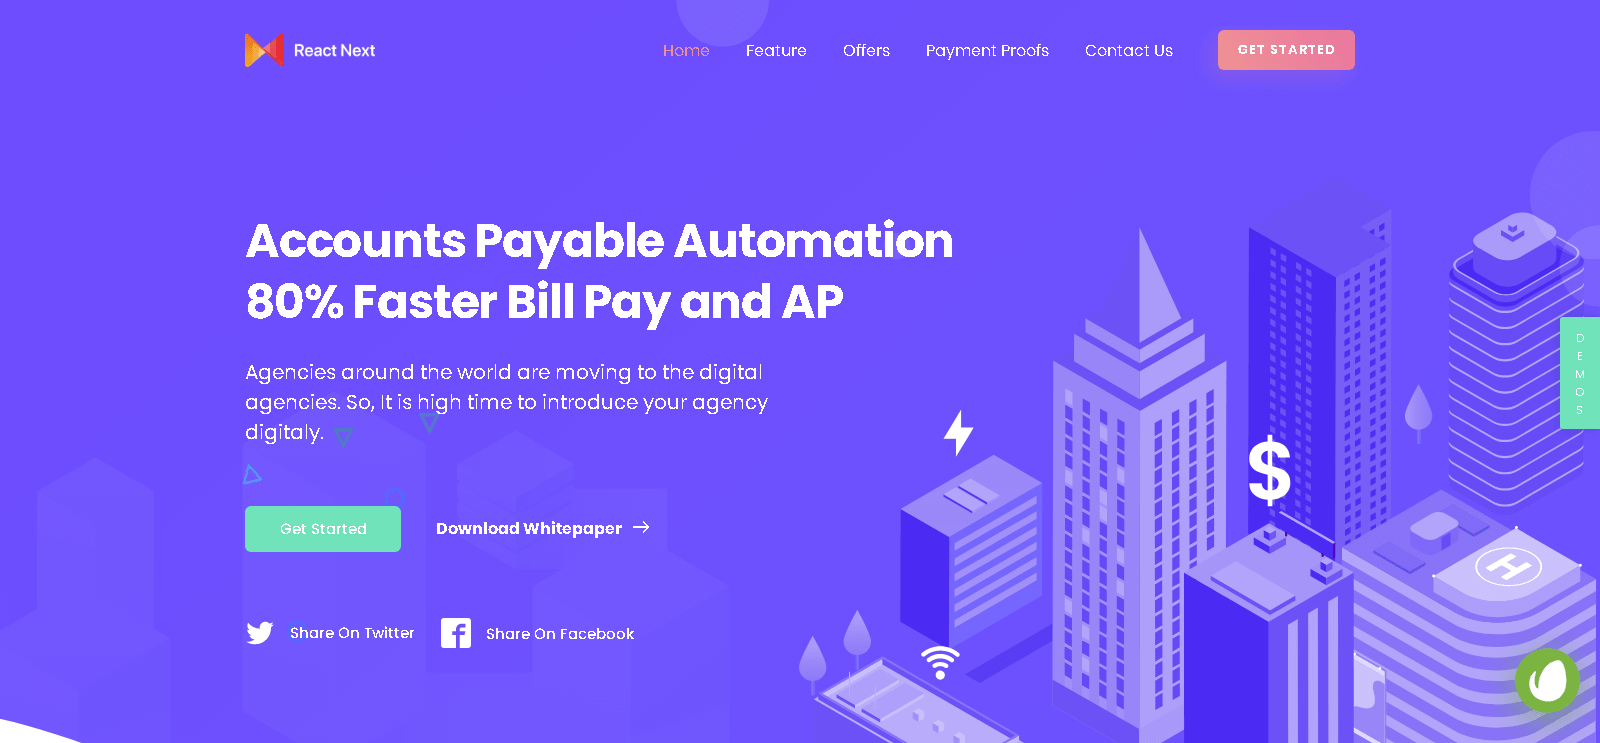 React Next
Home Feature Offers Payment Proofs Contact Us GET STARTED
Accounts Payable Automation
80% Faster Bill Pay and AP
Agencies around the world are moving to the digital
agencies. So, It is high time to introduce your agency
digitaly.
Get Started Download Whitepaper →
Share On Twitter Share On Facebook
$
H
DEMOS